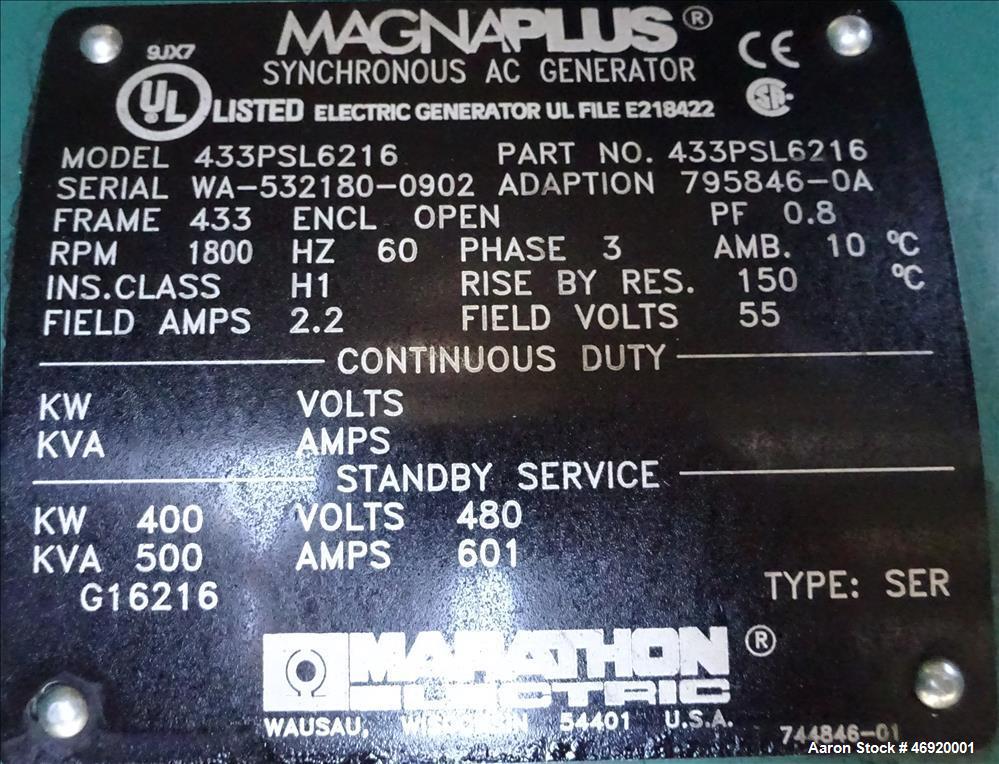 MAGNAPLUS®
9JX7
CE
SYNCHRONOUS AC GENERATOR
UL LISTED ELECTRIC GENERATOR UL FILE E218422
MODEL 433PSL6216 PART NO. 433PSL6216
SERIAL WA-532180-0902 ADAPTION 795846-0A
FRAME 433 ENCL OPEN PF 0.8
RPM 1800 HZ 60 PHASE 3 AMB. 10 °C
INS.CLASS H1 RISE BY RES. 150 °C
FIELD AMPS 2.2 FIELD VOLTS 55
CONTINUOUS DUTY
KW VOLTS
KVA AMPS
STANDBY SERVICE
KW 400 VOLTS 480
KVA 500 AMPS 601
G16216
TYPE: SER
MARATHON®
ELECTRIC
WAUSAU, WISCONSIN 54401 U.S.A.
744846-01
Aaron Stock # 46920001